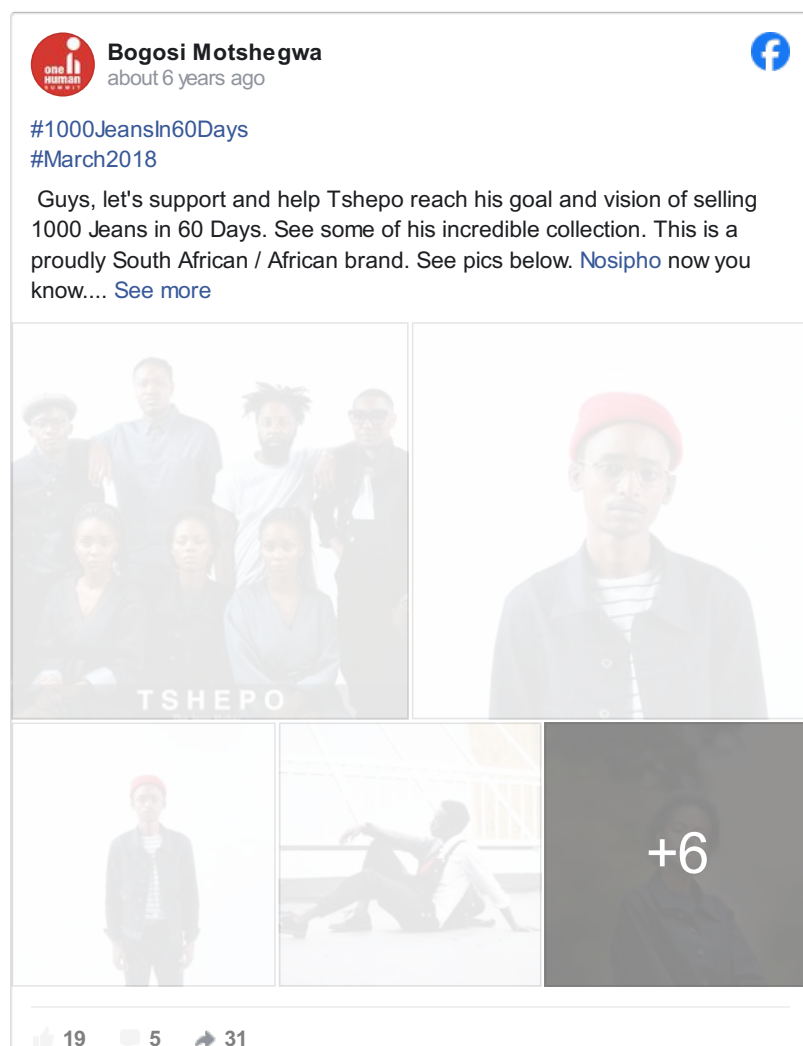 one
HUMAN
SUMMIT
Bogosi Motshegwa
about 6 years ago
#1000JeansIn60Days
#March2018
Guys, let's support and help Tshepo reach his goal and vision of selling
1000 Jeans in 60 Days. See some of his incredible collection. This is a
proudly South African / African brand. See pics below. Nosipho now you
know.... See more
TSHEPO
+6
19 5 31